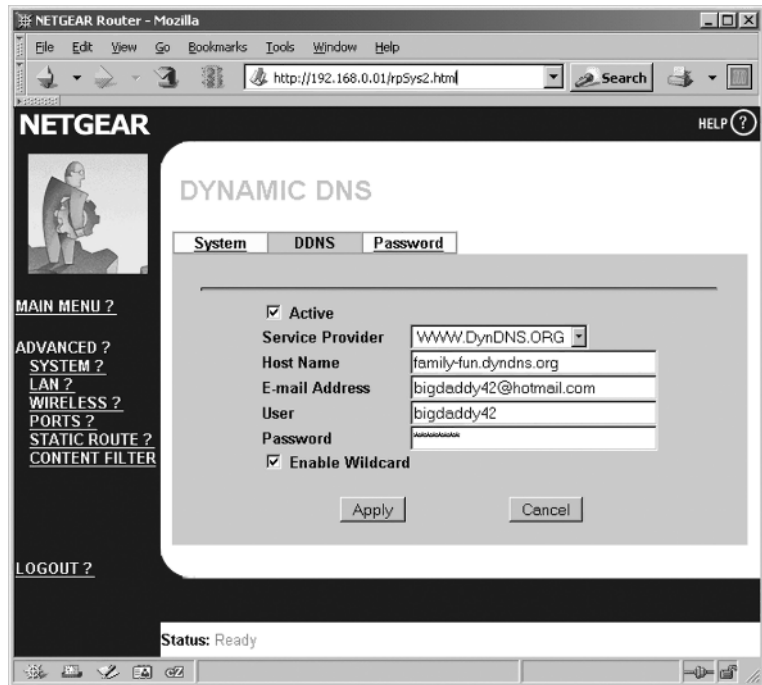 NETGEAR Router - Mozilla
File Edit View Go Bookmarks Tools Window Help
http://192.168.0.01/rpSys2.html Search
NETGEAR
HELP ?
DYNAMIC DNS
System DDNS Password
MAIN MENU ?
ADVANCED ?
SYSTEM ?
LAN ?
WIRELESS ?
PORTS ?
STATIC ROUTE ?
CONTENT FILTER
LOGOUT ?
Active
Service Provider WWW.DynDNS.ORG
Host Name family-fun.dyndns.org
E-mail Address bigdaddy42@hotmail.com
User bigdaddy42
Password *********
Enable Wildcard
Apply Cancel
Status: Ready